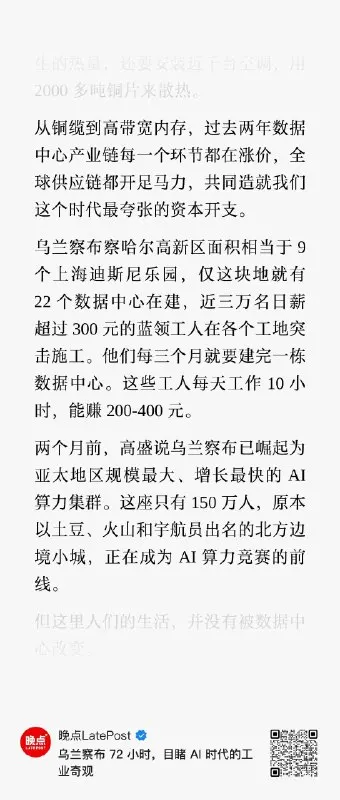 生的热量，还要安装近千台空调，用
2000 多吨铜片来散热。
从铜缆到高带宽内存，过去两年数据
中心产业链每一个环节都在涨价，全
球供应链都开足马力，共同造就我们
这个时代最夸张的资本开支。
乌兰察布察哈尔高新区面积相当于 9
个上海迪斯尼乐园，仅这块地就有
22 个数据中心在建，近三万名日薪
超过 300 元的蓝领工人在各个工地突
击施工。他们每三个月就要建完一栋
数据中心。这些工人每天工作 10 小
时，能赚 200-400 元。
两个月前，高盛说乌兰察布已崛起为
亚太地区规模最大、增长最快的 AI
算力集群。这座只有 150 万人，原本
以土豆、火山和宇航员出名的北方边
境小城，正在成为 AI 算力竞赛的前
线。
但这里人们的生活，并没有被数据中
心改变。
晚点
LATEPOST
晚点LatePost
乌兰察布 72 小时，目睹 AI 时代的工
业奇观